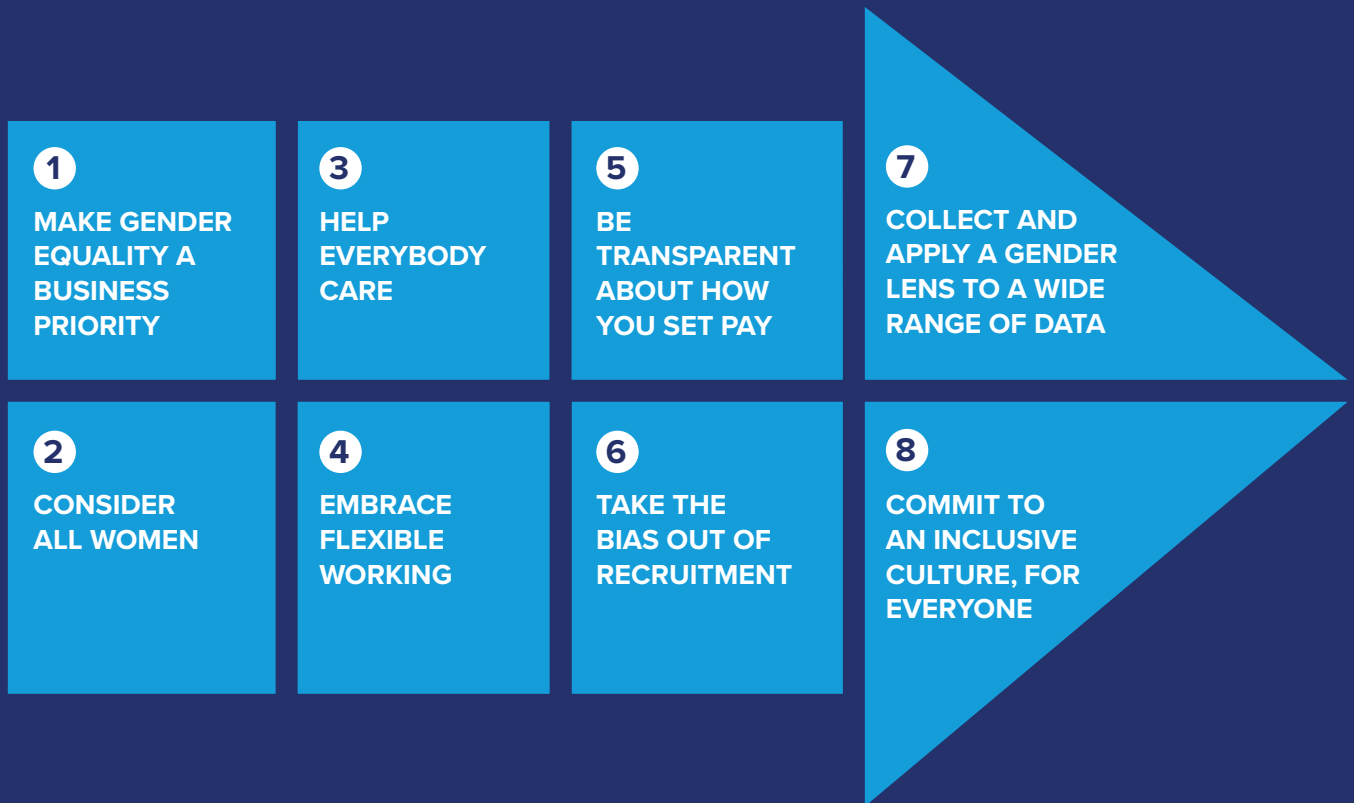 1
MAKE GENDER
EQUALITY A
BUSINESS
PRIORITY
2
CONSIDER
ALL WOMEN
3
HELP
EVERYBODY
CARE
4
EMBRACE
FLEXIBLE
WORKING
5
BE
TRANSPARENT
ABOUT HOW
YOU SET PAY
6
TAKE THE
BIAS OUT OF
RECRUITMENT
7
COLLECT AND
APPLY A GENDER
LENS TO A WIDE
RANGE OF DATA
8
COMMIT TO
AN INCLUSIVE
CULTURE, FOR
EVERYONE